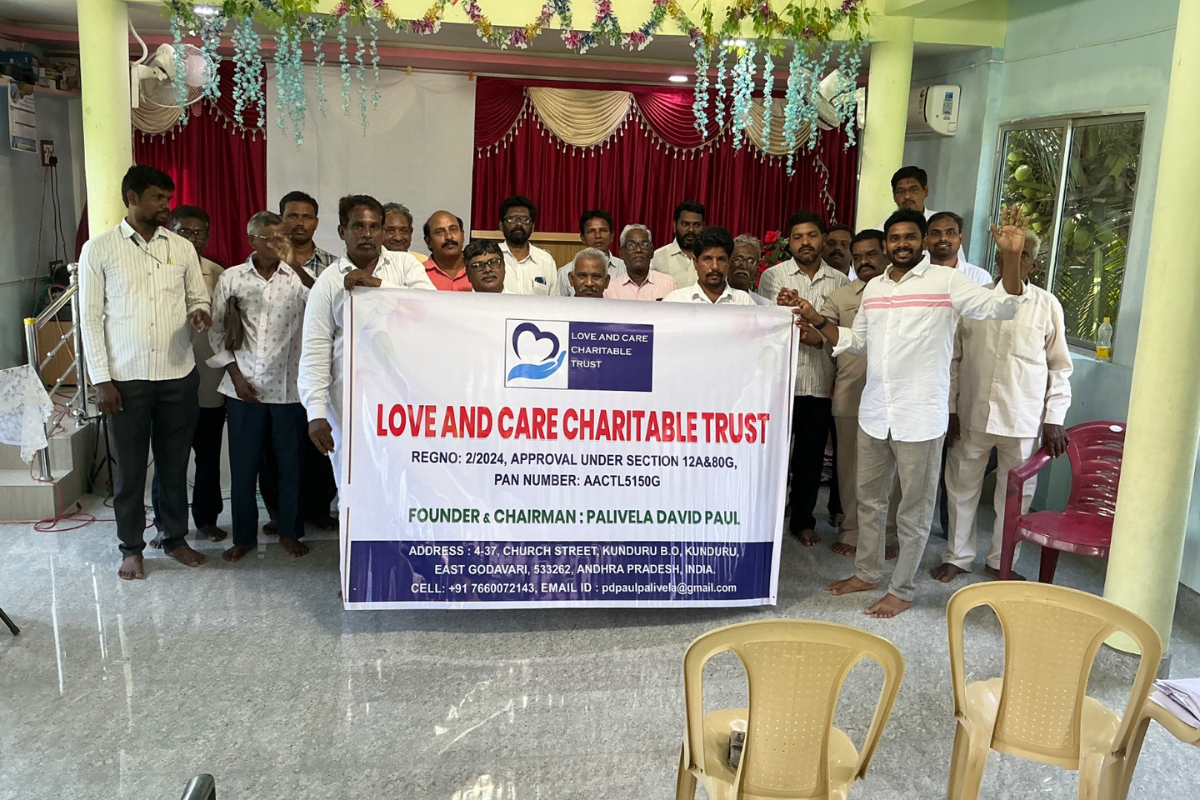 LOVE AND CARE
CHARITABLE
TRUST
LOVE AND CARE CHARITABLE TRUST
REGNO: 2/2024, APPROVAL UNDER SECTION 12A&80G,
PAN NUMBER: AACTL5150G
FOUNDER & CHAIRMAN : PALIVELA DAVID PAUL
ADDRESS : 4-37, CHURCH STREET, KUNDURU B.O, KUNDURU,
EAST GODAVARI, 533262, ANDHRA PRADESH, INDIA.
CELL: +91 7660072143, EMAIL ID : pdpaulpalivela@gmail.com